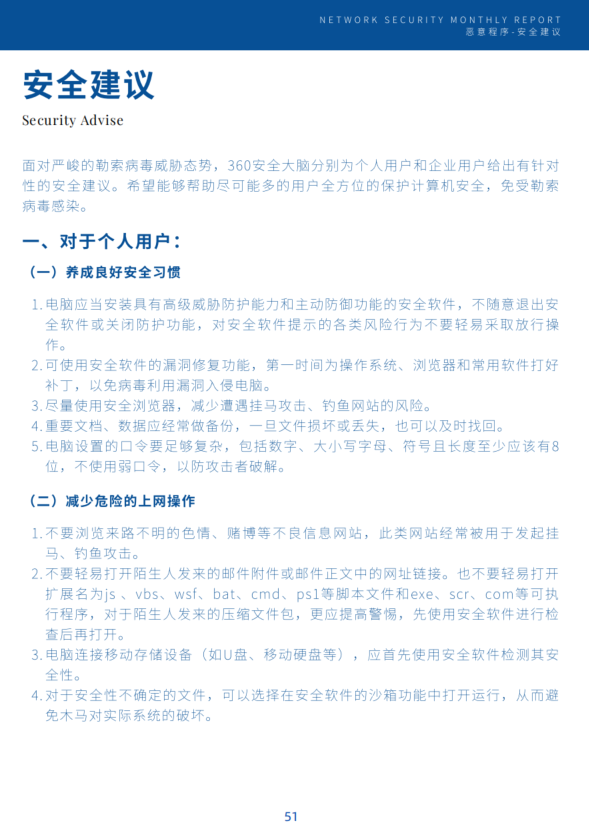 NETWORK SECURITY MONTHLY REPORT
恶意程序-安全建议
安全建议
Security Advise
面对严峻的勒索病毒威胁态势，360安全大脑分别为个人用户和企业用户给出有针对
性的安全建议。希望能够帮助尽可能多的用户全方位的保护计算机安全，免受勒索
病毒感染。
一、对于个人用户：
（一）养成良好安全习惯
1.电脑应当安装具有高级威胁防护能力和主动防御功能的安全软件，不随意退出安
全软件或关闭防护功能，对安全软件提示的各类风险行为不要轻易采取放行操
作。
2.可使用安全软件的漏洞修复功能，第一时间为操作系统、浏览器和常用软件打好
补丁，以免病毒利用漏洞入侵电脑。
3.尽量使用安全浏览器，减少遭遇挂马攻击、钓鱼网站的风险。
4.重要文档、数据应经常做备份，一旦文件损坏或丢失，也可以及时找回。
5.电脑设置的口令要足够复杂，包括数字、大小写字母、符号且长度至少应该有8
位，不使用弱口令，以防攻击者破解。
（二）减少危险的上网操作
1.不要浏览来路不明的色情、赌博等不良信息网站，此类网站经常被用于发起挂
马、钓鱼攻击。
2.不要轻易打开陌生人发来的邮件附件或邮件正文中的网址链接。也不要轻易打开
扩展名为js 、vbs、wsf、bat、cmd、ps1等脚本文件和exe、scr、com等可执
行程序，对于陌生人发来的压缩文件包，更应提高警惕，先使用安全软件进行检
查后再打开。
3.电脑连接移动存储设备（如U盘、移动硬盘等），应首先使用安全软件检测其安
全性。
4.对于安全性不确定的文件，可以选择在安全软件的沙箱功能中打开运行，从而避
免木马对实际系统的破坏。
51